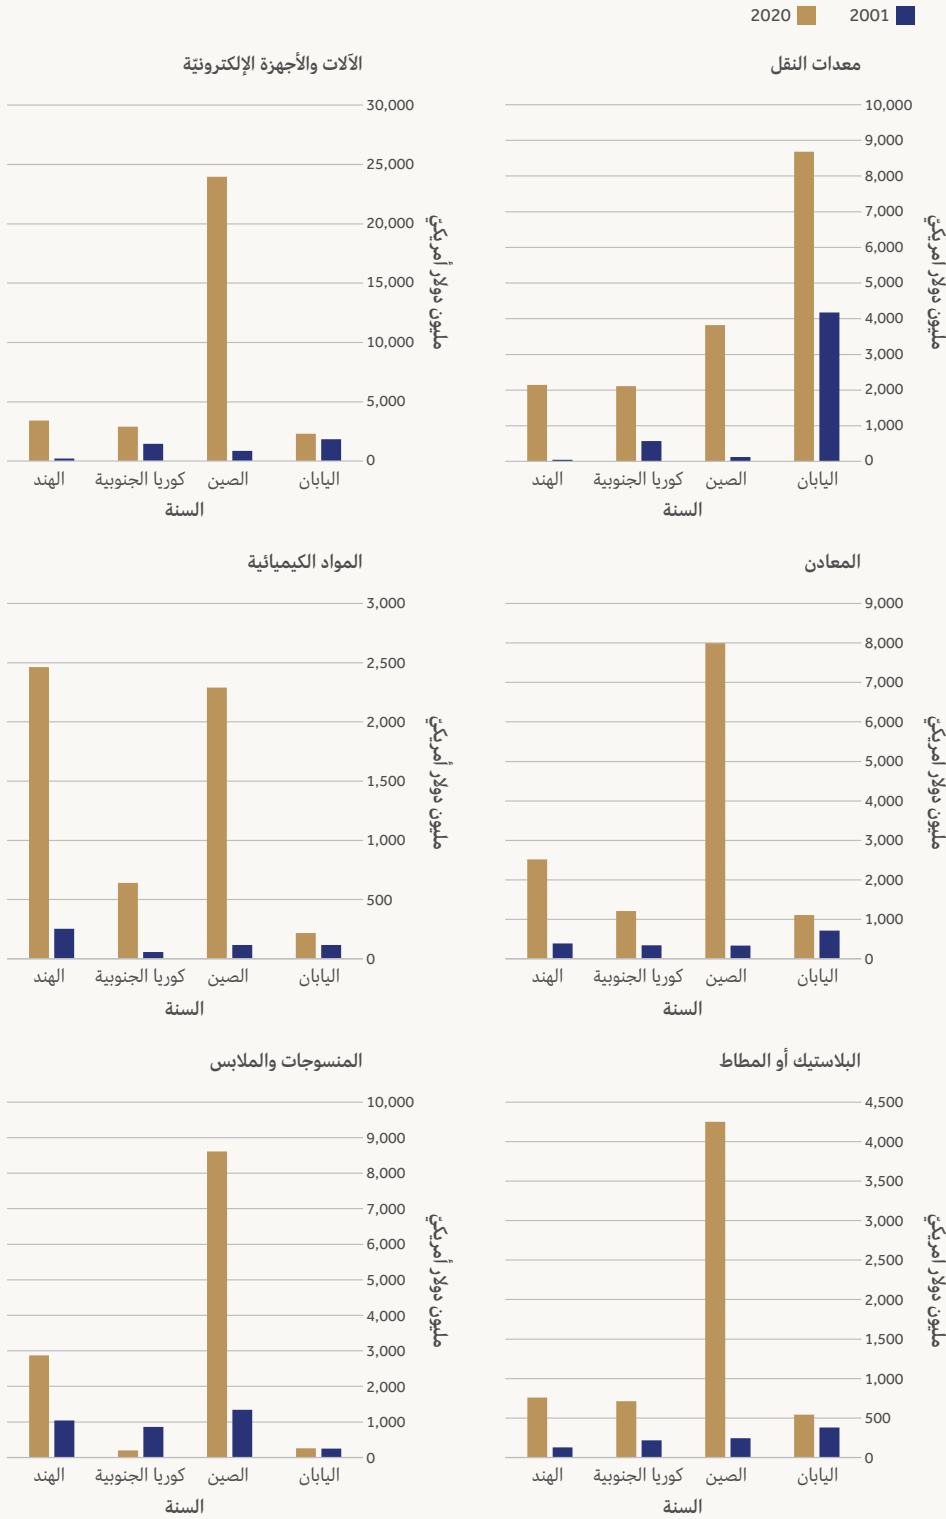 2001
2020
معدات النقل
10,000
9,000
8,000
7,000
6,000
5,000
4,000
3,000
2,000
1,000
0
مليون دولار أمريكيّ
اليابان
الصين
كوريا الجنوبية
الهند
السنة
الآلات والأجهزة الإلكترونيّة
30,000
25,000
20,000
15,000
10,000
5,000
0
مليون دولار أمريكيّ
اليابان
الصين
كوريا الجنوبية
الهند
السنة
المعادن
9,000
8,000
7,000
6,000
5,000
4,000
3,000
2,000
1,000
0
مليون دولار أمريكيّ
اليابان
الصين
كوريا الجنوبية
الهند
السنة
المواد الكيميائية
3,000
2,500
2,000
1,500
1,000
500
0
مليون دولار أمريكيّ
اليابان
الصين
كوريا الجنوبية
الهند
السنة
البلاستيك أو المطاط
4,500
4,000
3,500
3,000
2,500
2,000
1,500
1,000
500
0
مليون دولار أمريكيّ
اليابان
الصين
كوريا الجنوبية
الهند
السنة
المنسوجات والملابس
10,000
9,000
8,000
7,000
6,000
5,000
4,000
3,000
2,000
1,000
0
مليون دولار أمريكيّ
اليابان
الصين
كوريا الجنوبية
الهند
السنة